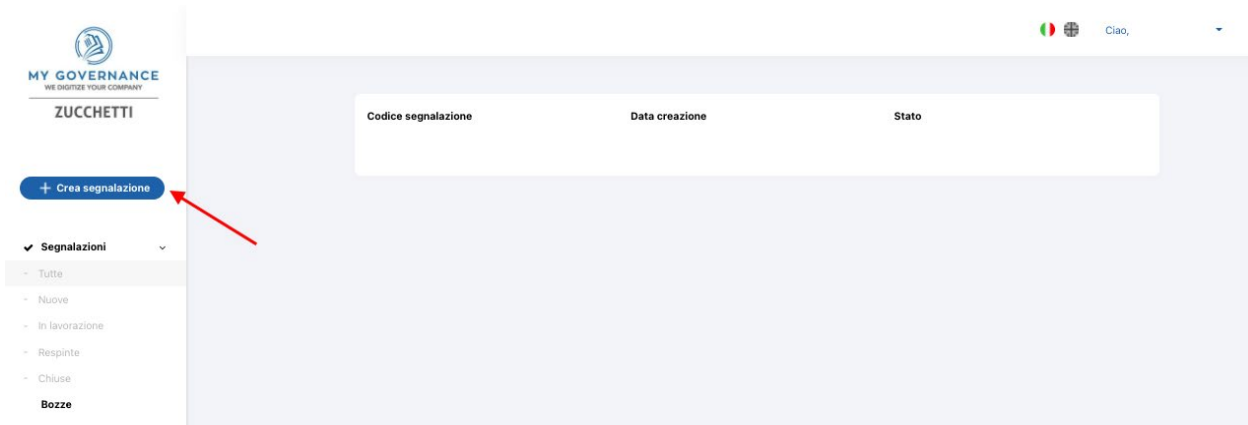 MY GOVERNANCE
WE DIGITIZE YOUR COMPANY
ZUCCHETTI
Ciao,
Codice segnalazione Data creazione Stato
+ Crea segnalazione
Segnalazioni
- Tutte
- Nuove
- In lavorazione
- Respinte
- Chiuse
Bozze